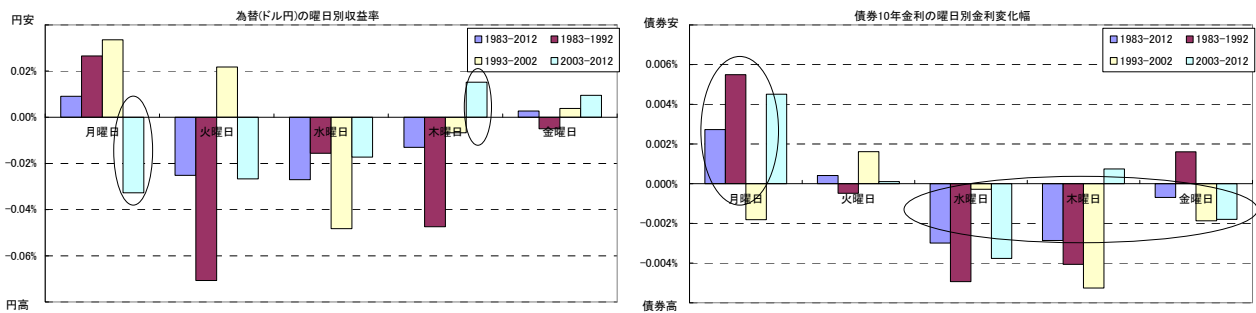 為替(ドル円)の曜日別収益率
円安
1983-2012 1983-1992
1993-2002 2003-2012
0.02%
0.00%
-0.02%
-0.04%
-0.06%
月曜日 火曜日 水曜日 木曜日 金曜日
円高
債券10年金利の曜日別金利変化幅
債券安
1983-2012 1983-1992
1993-2002 2003-2012
0.006%
0.004%
0.002%
0.000%
-0.002%
-0.004%
月曜日 火曜日 水曜日 木曜日 金曜日
債券高